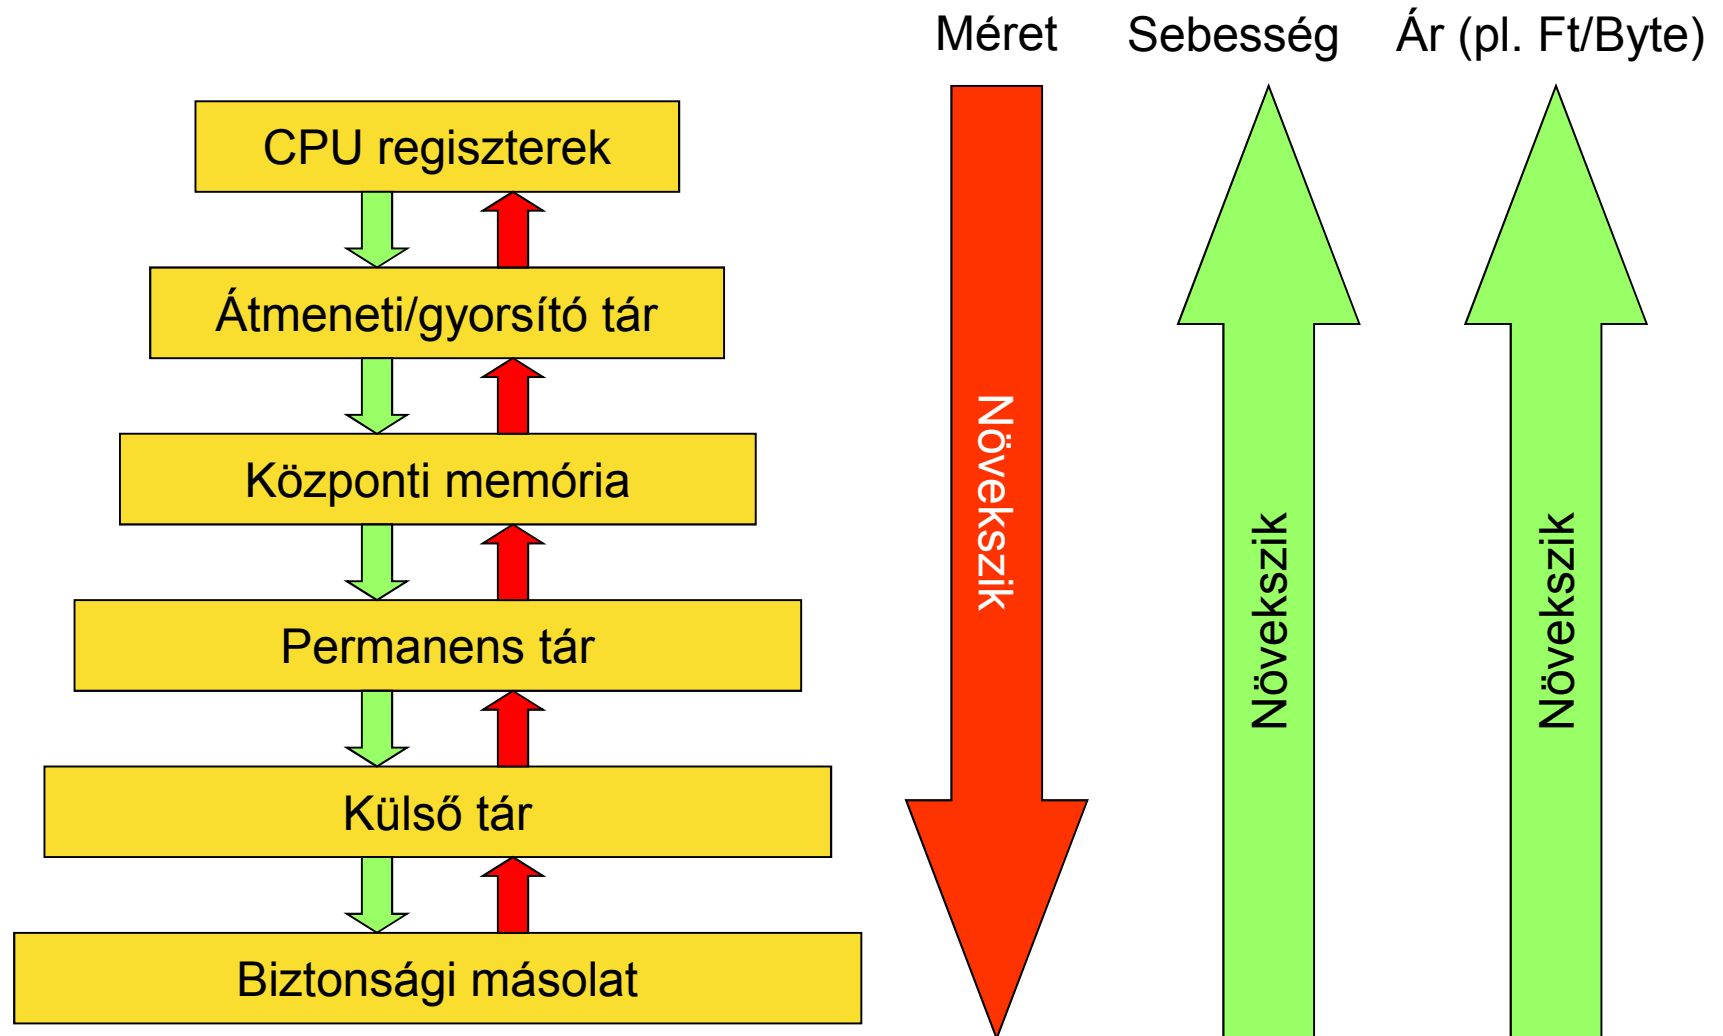 Méret Sebesség Ár (pl. Ft/Byte)
CPU regiszterek
Átmeneti/gyorsító tár
Központi memória
Permanens tár
Külső tár
Biztonsági másolat
Növekszik
Növekszik
Növekszik